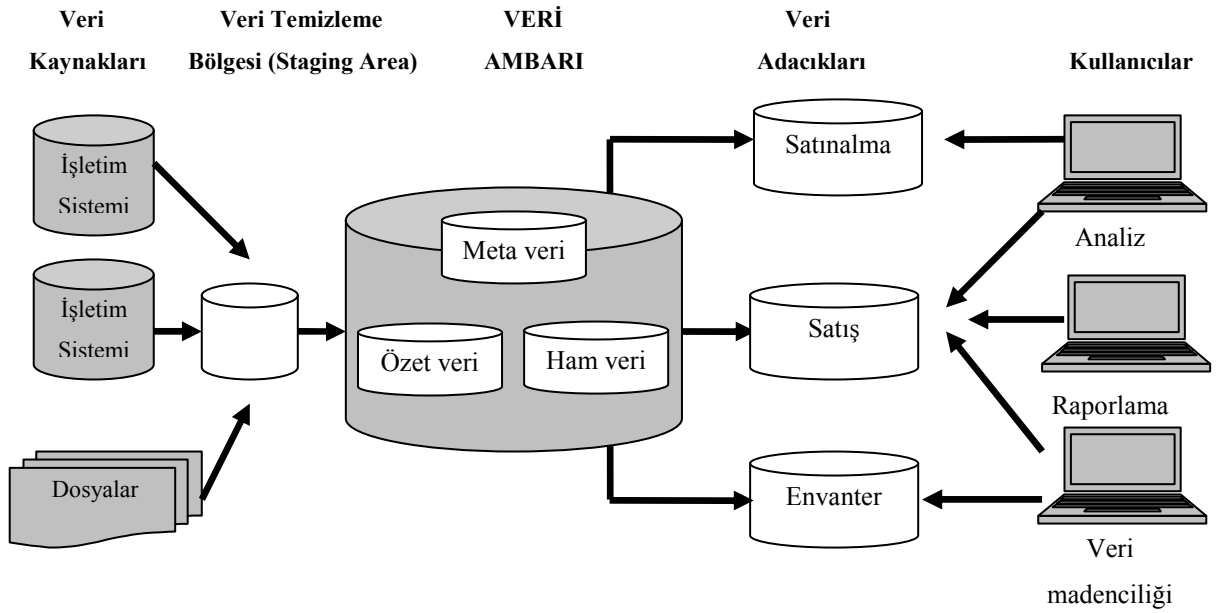 Veri
Kaynakları
Veri Temizleme
Bölgesi (Staging Area)
VERİ
AMBARI
Veri
Adacıkları
Kullanıcılar
İşletim
Sistemi
İşletim
Sistemi
Dosyalar
Meta veri
Özet veri
Ham veri
Satınalma
Satış
Envanter
Analiz
Raporlama
Veri
madenciliği